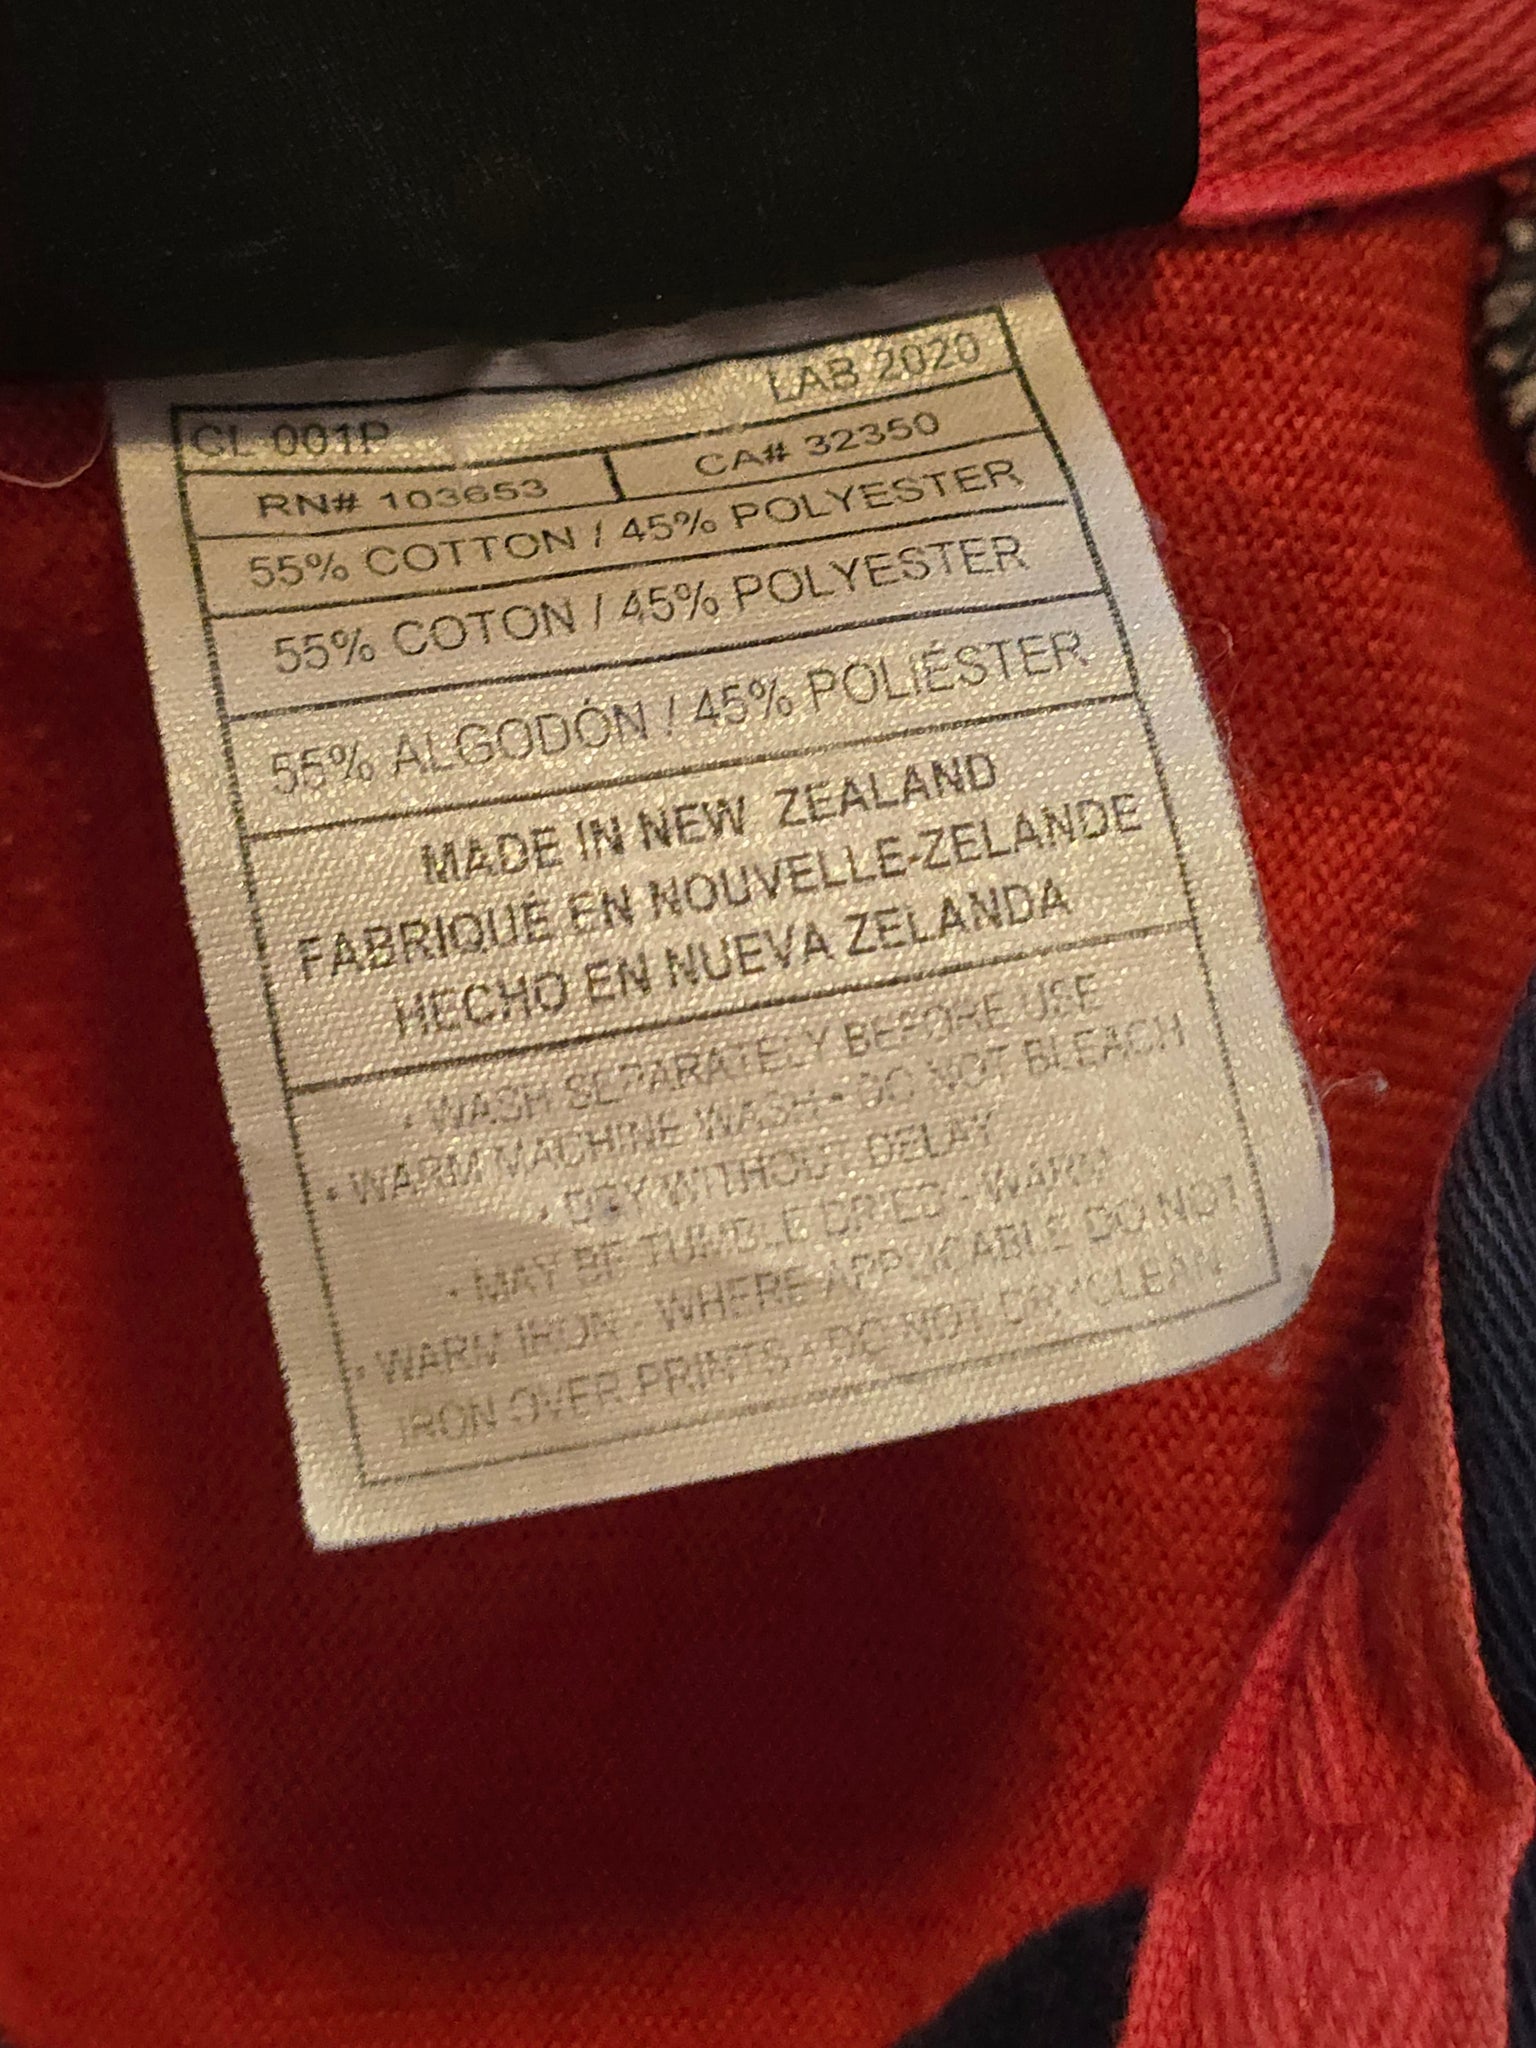 CL 001P LAB 2020
RN# 103653 CA# 32350
55% COTTON / 45% POLYESTER
55% COTON / 45% POLYESTER
55% ALGODÓN / 45% POLIÉSTER
MADE IN NEW ZEALAND
FABRIQUÉ EN NOUVELLE-ZELANDE
HECHO EN NUEVA ZELANDA
• WASH SEPARATELY BEFORE USE
• WARM MACHINE WASH • DO NOT BLEACH
• DRY WITHOUT DELAY
• MAY BE TUMBLE DRIED - WARM
• WARM IRON - WHERE APPLICABLE DO NOT
IRON OVER PRINTS • DO NOT DRYCLEAN